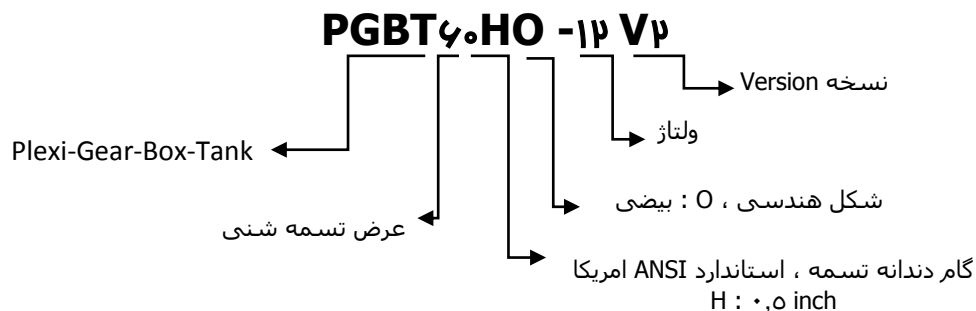 PGBT۶۰HO -۱۲ V۲
نسخه Version
ولتاژ
Plexi-Gear-Box-Tank
شکل هندسی ، O : بیضی
عرض تسمه شنی
گام دندانه تسمه ، استاندارد ANSI امریکا
H : ۰,۵ inch